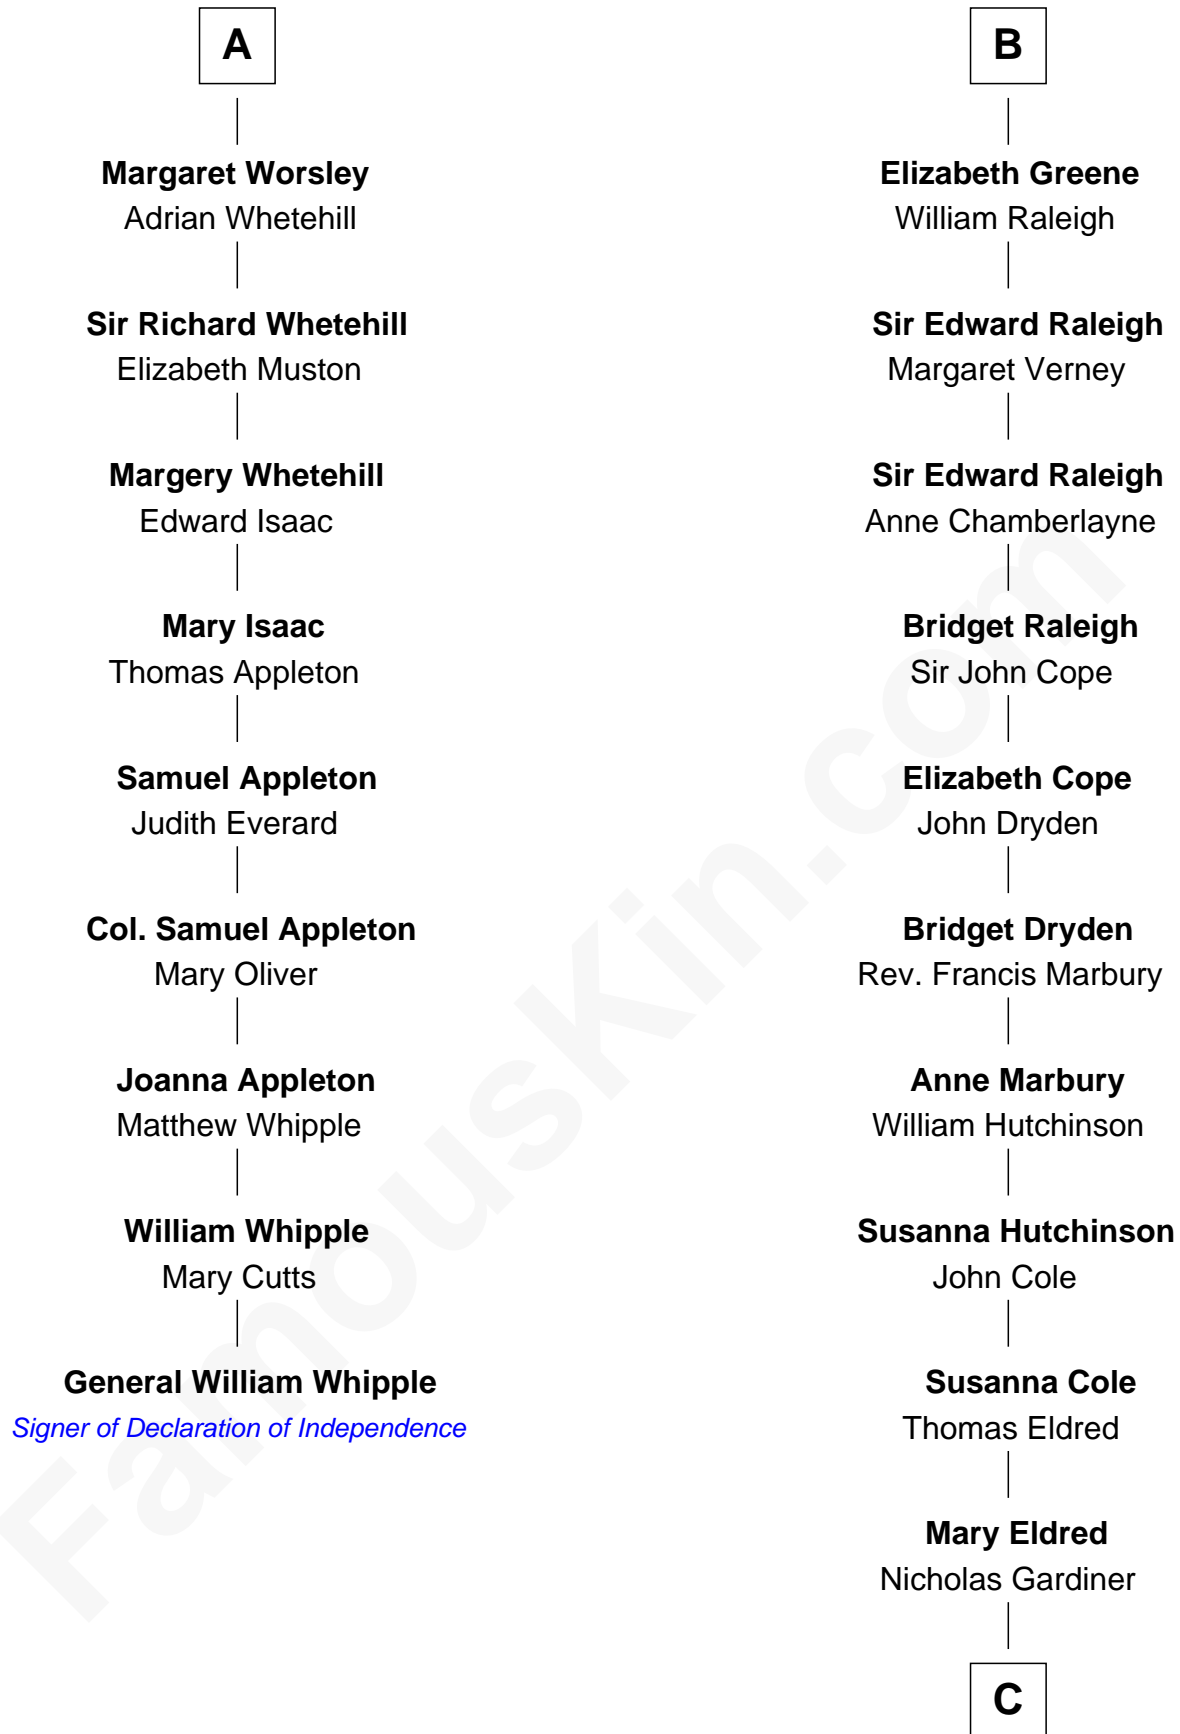 A
Margaret Worsley
Adrian Whetehill
Sir Richard Whetehill
Elizabeth Muston
Margery Whetehill
Edward Isaac
Mary Isaac
Thomas Appleton
Samuel Appleton
Judith Everard
Col. Samuel Appleton
Mary Oliver
Joanna Appleton
Matthew Whipple
William Whipple
Mary Cutts
General William Whipple
Signer of Declaration of Independence
B
Elizabeth Greene
William Raleigh
Sir Edward Raleigh
Margaret Verney
Sir Edward Raleigh
Anne Chamberlayne
Bridget Raleigh
Sir John Cope
Elizabeth Cope
John Dryden
Bridget Dryden
Rev. Francis Marbury
Anne Marbury
William Hutchinson
Susanna Hutchinson
John Cole
Susanna Cole
Thomas Eldred
Mary Eldred
Nicholas Gardiner
C
FamousKin.com